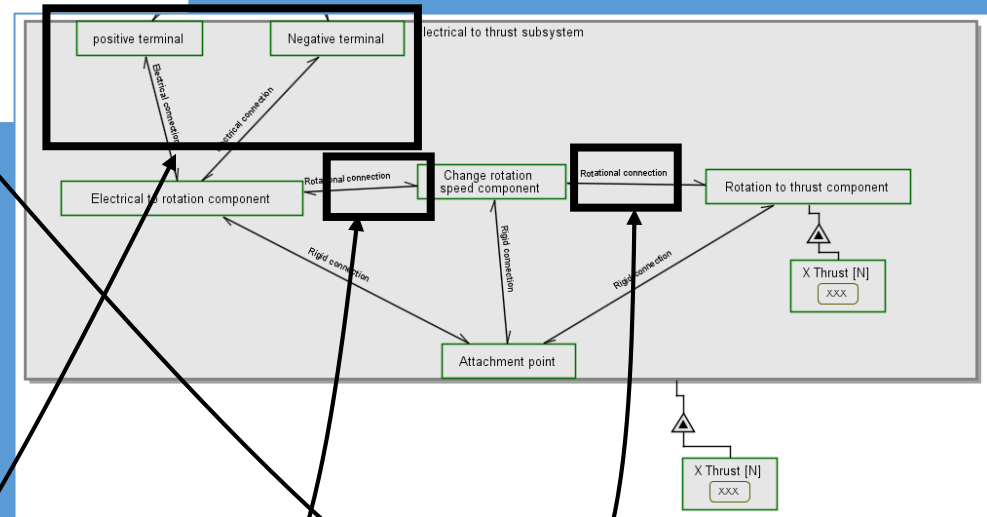 positive terminal
Negative terminal
lectrical to thrust subsystem
Electrical connection
ctrical connection
Rotational connection
Change rotation
speed component
Rotational connection
Electrical to rotation component
Rotation to thrust component
Rigid connection
Rigid connection
Rigid connection
X Thrust [N]
XXX
Attachment point
X Thrust [N]
XXX